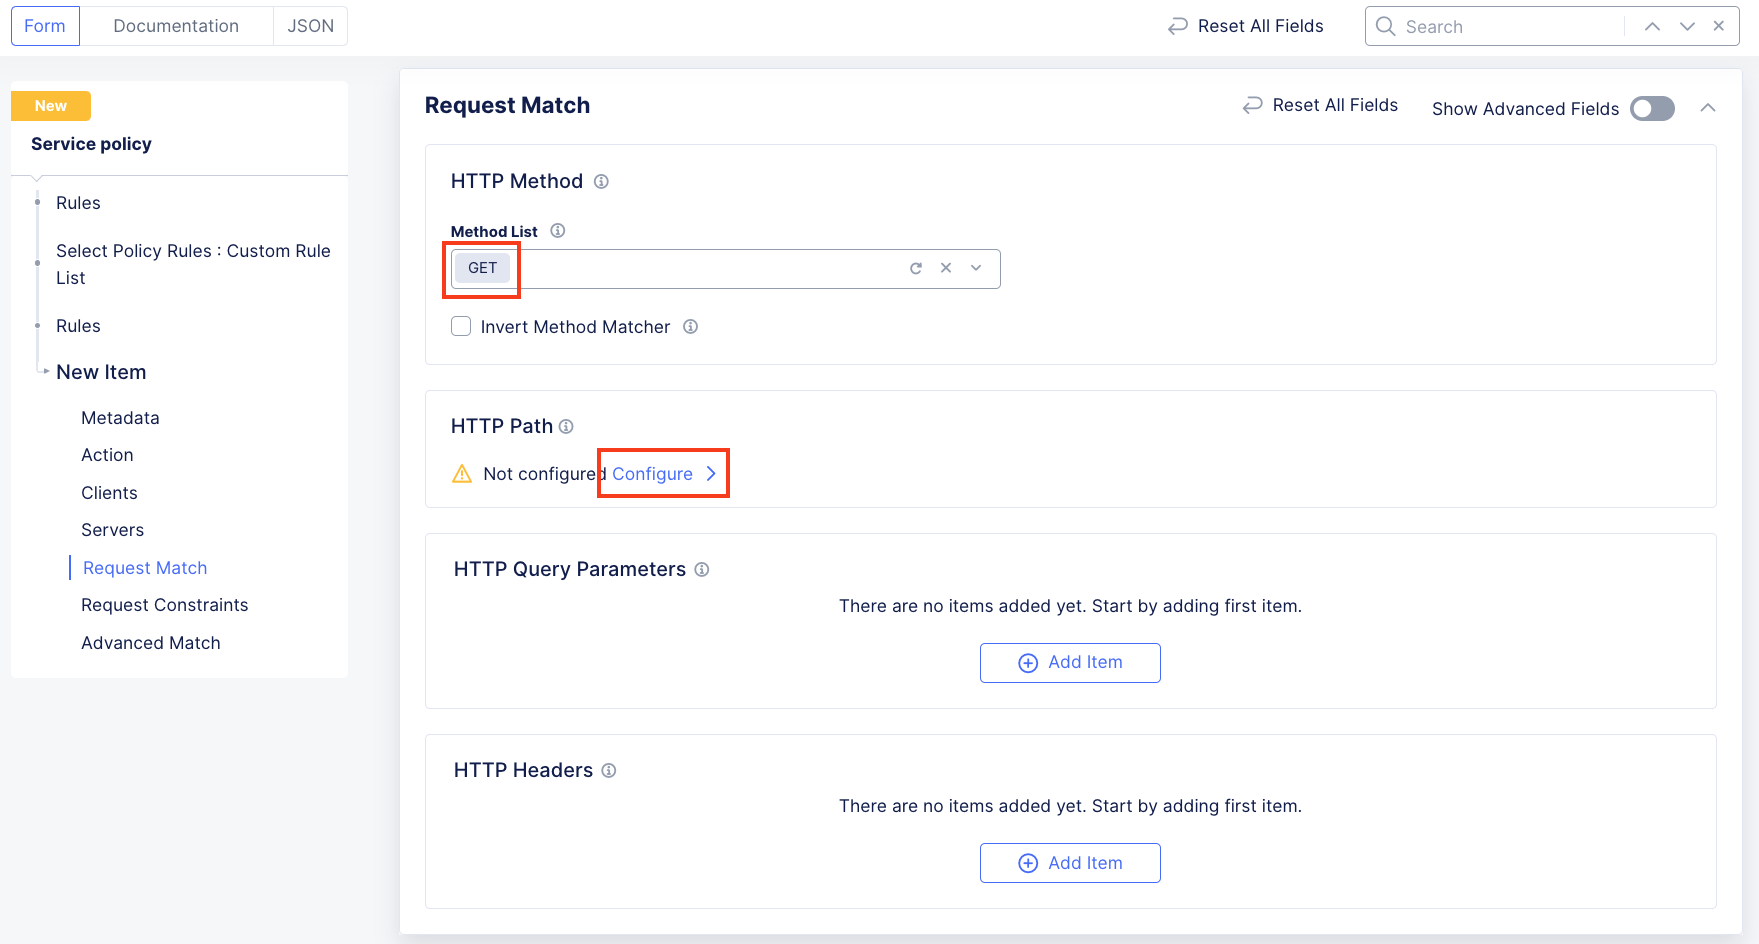 Form
Documentation
JSON
Reset All Fields
Search
New
Service policy
Rules
Select Policy Rules : Custom Rule
List
Rules
New Item
Metadata
Action
Clients
Servers
Request Match
Request Constraints
Advanced Match
Request Match
Reset All Fields
Show Advanced Fields
HTTP Method
Method List
GET
Invert Method Matcher
HTTP Path
Not configured Configure
HTTP Query Parameters
There are no items added yet. Start by adding first item.
Add Item
HTTP Headers
There are no items added yet. Start by adding first item.
Add Item